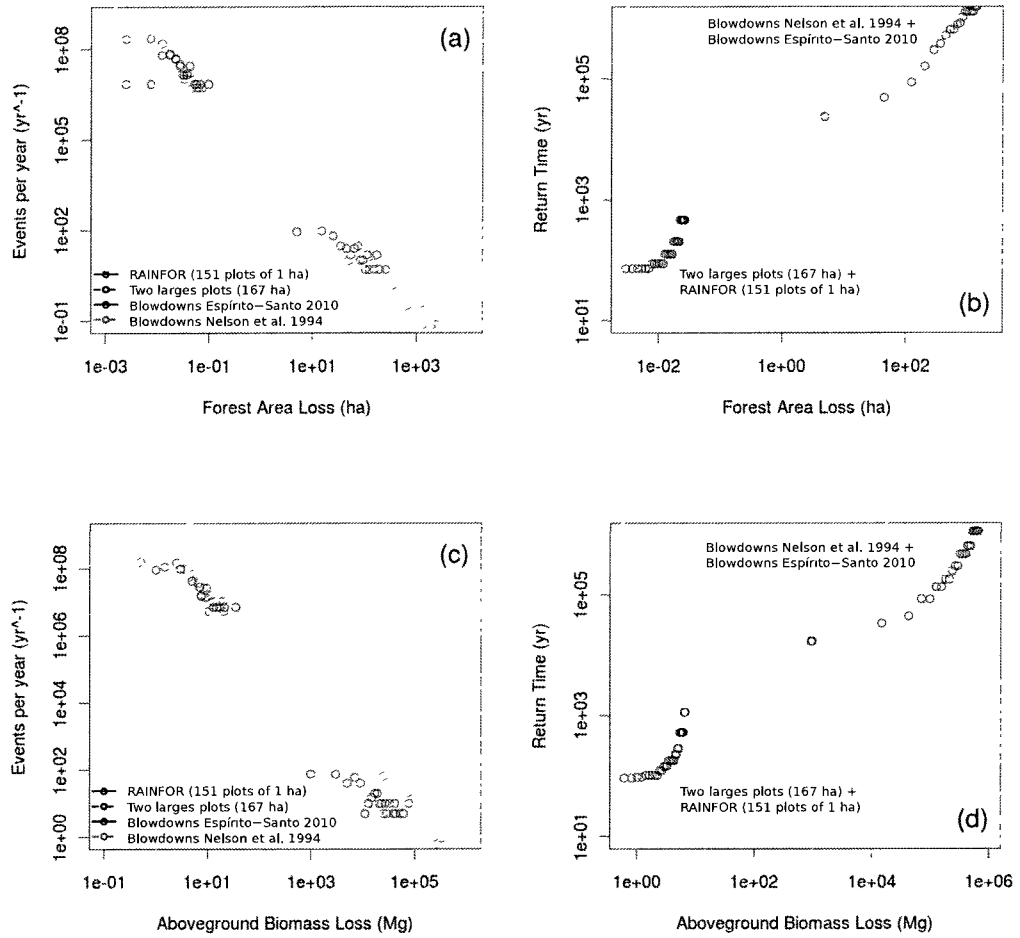 (a)
Events per year (yr^-1)
1e-01 1e+02 1e+05 1e+08
RAINFOR (151 plots of 1 ha)
Two larges plots (167 ha)
Blowdowns Espírito−Santo 2010
Blowdowns Nelson et al. 1994
1e-03 1e-01 1e+01 1e+03
Forest Area Loss (ha)
Blowdowns Nelson et al. 1994 +
Blowdowns Espírito−Santo 2010
Return Time (yr)
1e+01 1e+03 1e+05
Two larges plots (167 ha) +
RAINFOR (151 plots of 1 ha)
(b)
1e-02 1e+00 1e+02
Forest Area Loss (ha)
(c)
Events per year (yr^-1)
1e+00 1e+02 1e+04 1e+06 1e+08
RAINFOR (151 plots of 1 ha)
Two larges plots (167 ha)
Blowdowns Espírito−Santo 2010
Blowdowns Nelson et al. 1994
1e-01 1e+01 1e+03 1e+05
Aboveground Biomass Loss (Mg)
Blowdowns Nelson et al. 1994 +
Blowdowns Espírito−Santo 2010
Return Time (yr)
1e+01 1e+03 1e+05
Two larges plots (167 ha) +
RAINFOR (151 plots of 1 ha)
(d)
1e+00 1e+02 1e+04 1e+06
Aboveground Biomass Loss (Mg)